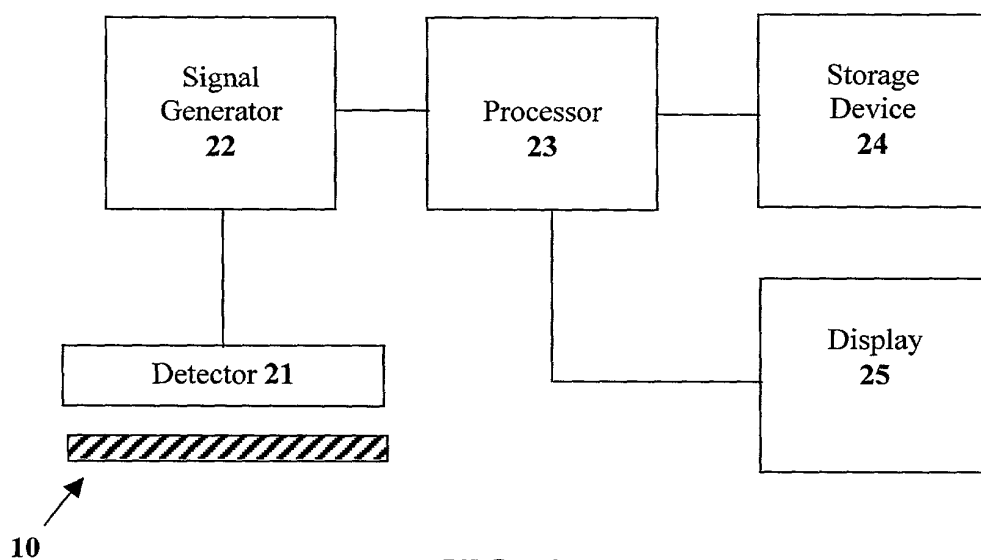 Signal
Generator
22
Processor
23
Storage
Device
24
Detector 21
Display
25
10